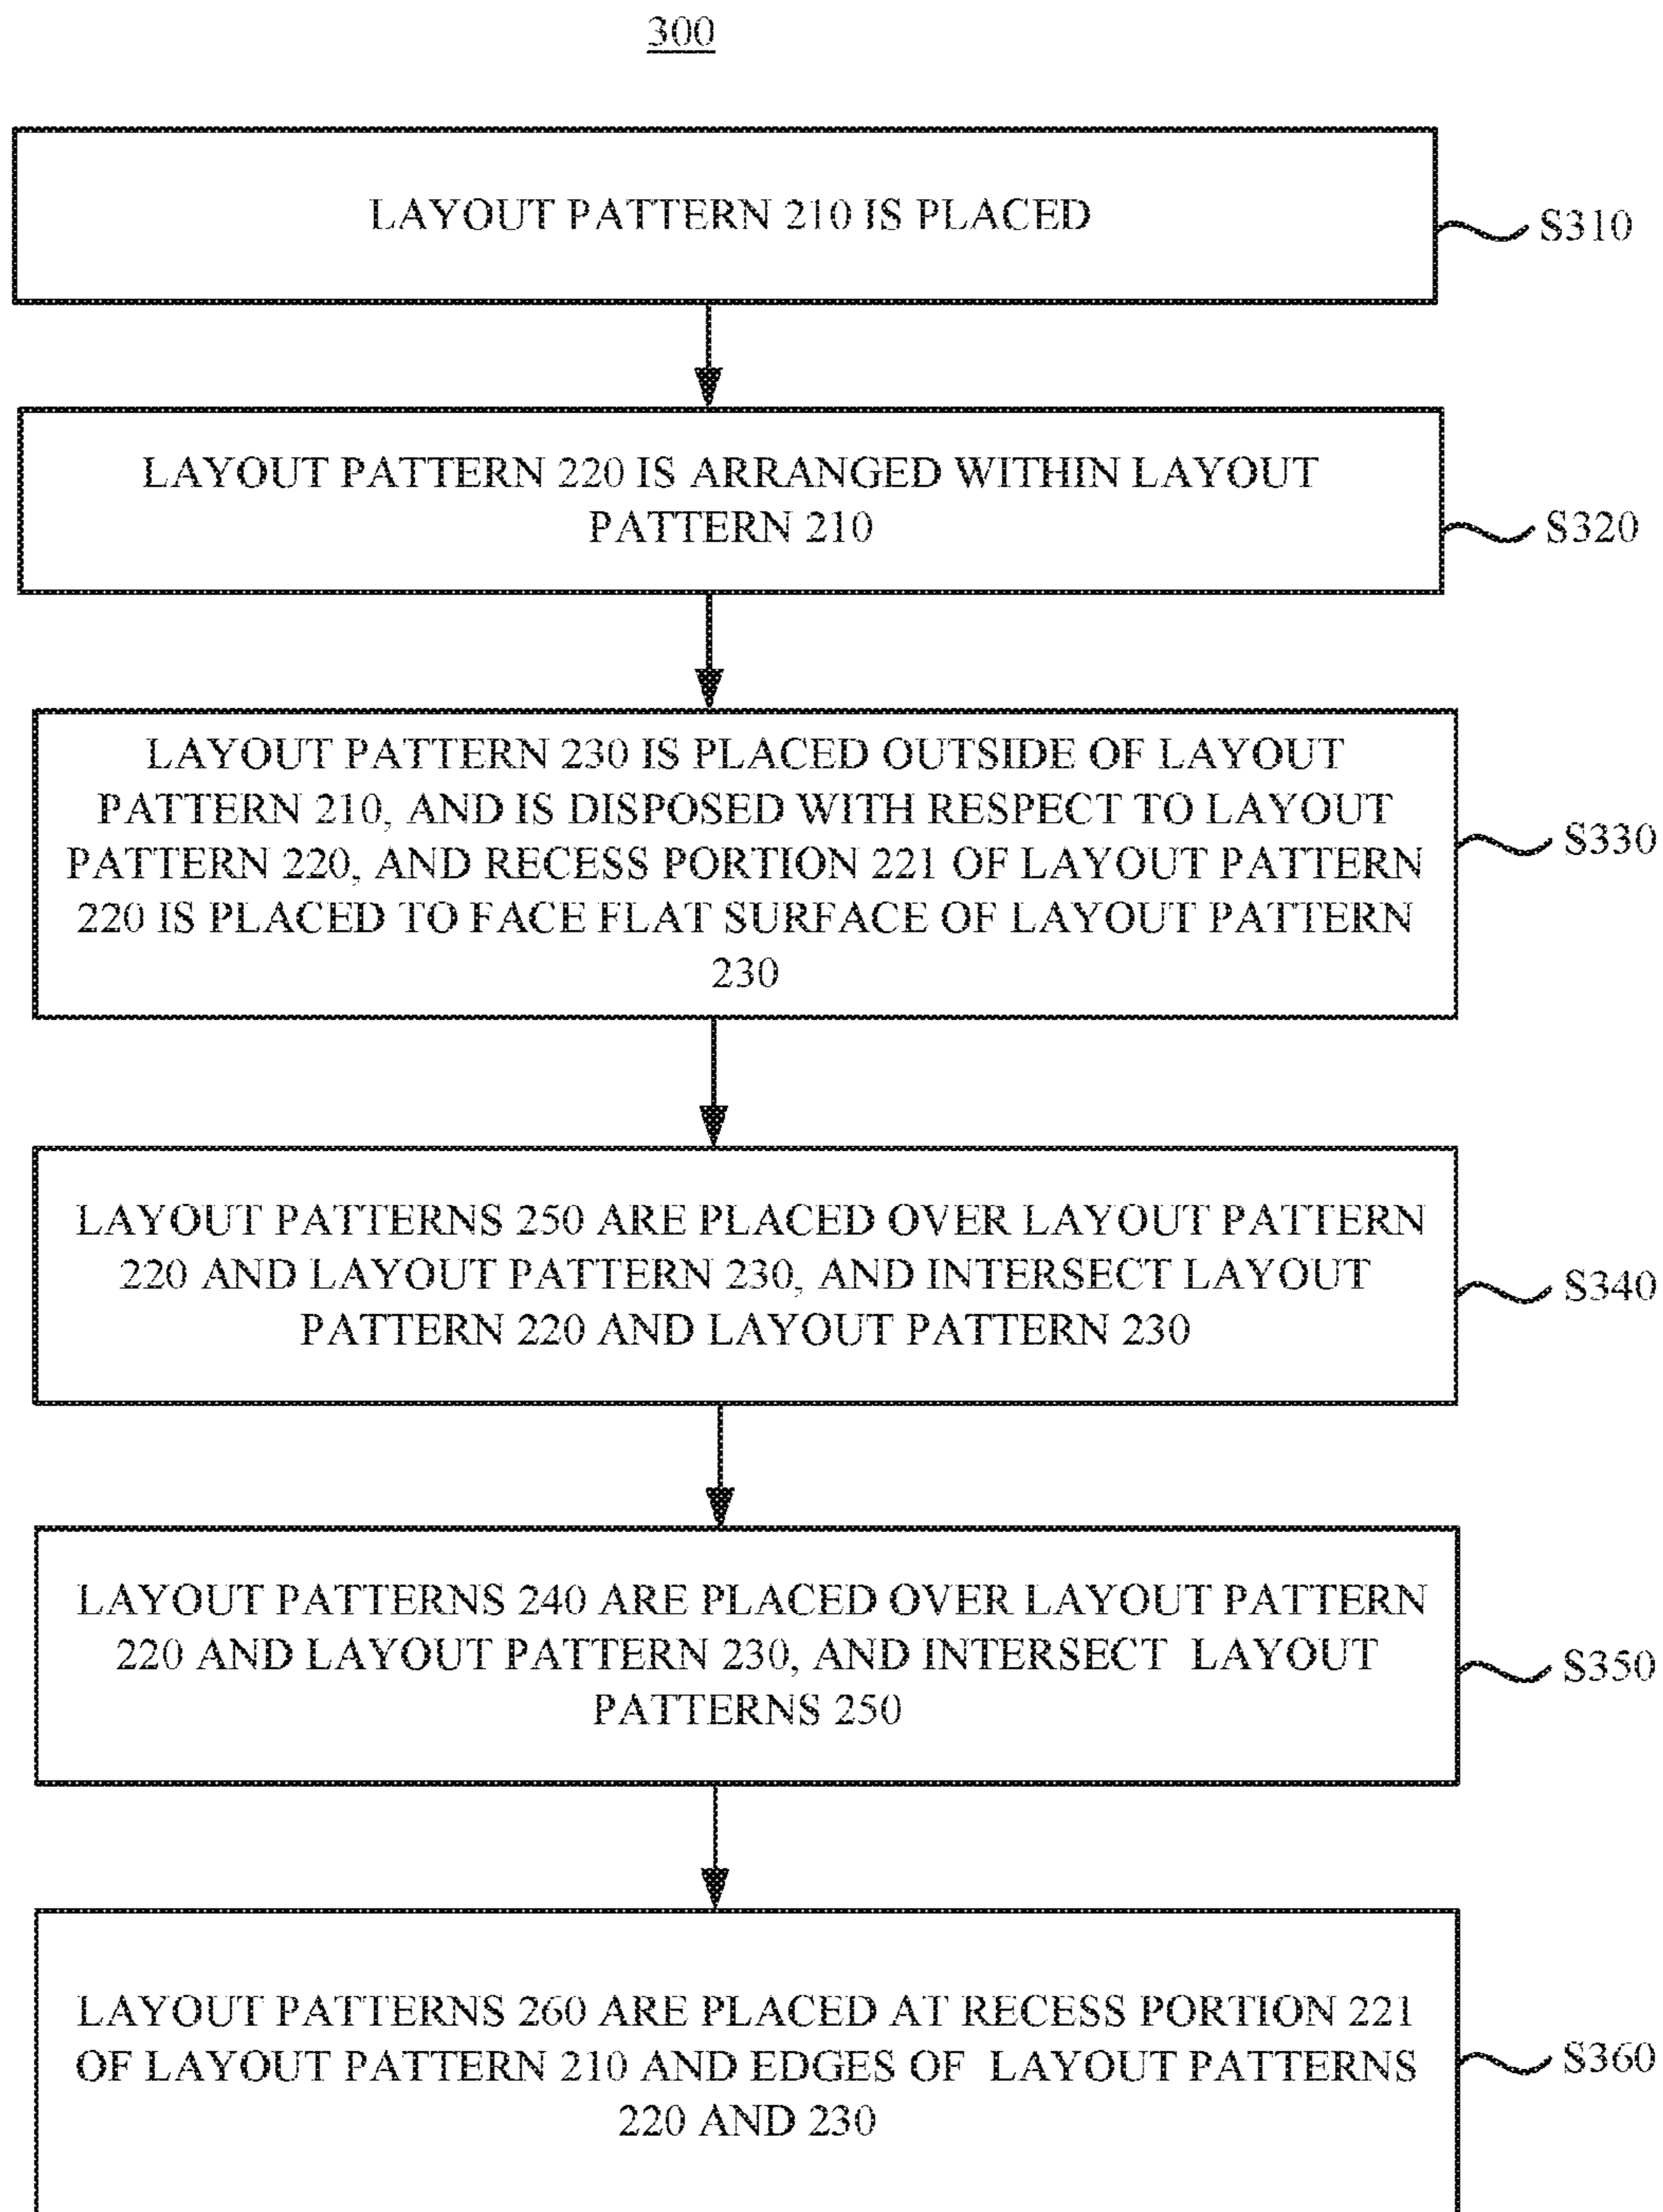 300
LAYOUT PATTERN 210 IS PLACED
S310
LAYOUT PATTERN 220 IS ARRANGED WITHIN LAYOUT
PATTERN 210
S320
LAYOUT PATTERN 230 IS PLACED OUTSIDE OF LAYOUT
PATTERN 210, AND IS DISPOSED WITH RESPECT TO LAYOUT
PATTERN 220, AND RECESS PORTION 221 OF LAYOUT PATTERN
220 IS PLACED TO FACE FLAT SURFACE OF LAYOUT PATTERN
230
S330
LAYOUT PATTERNS 250 ARE PLACED OVER LAYOUT PATTERN
220 AND LAYOUT PATTERN 230, AND INTERSECT LAYOUT
PATTERN 220 AND LAYOUT PATTERN 230
S340
LAYOUT PATTERNS 240 ARE PLACED OVER LAYOUT PATTERN
220 AND LAYOUT PATTERN 230, AND INTERSECT LAYOUT
PATTERNS 250
S350
LAYOUT PATTERNS 260 ARE PLACED AT RECESS PORTION 221
OF LAYOUT PATTERN 210 AND EDGES OF LAYOUT PATTERNS
220 AND 230
S360